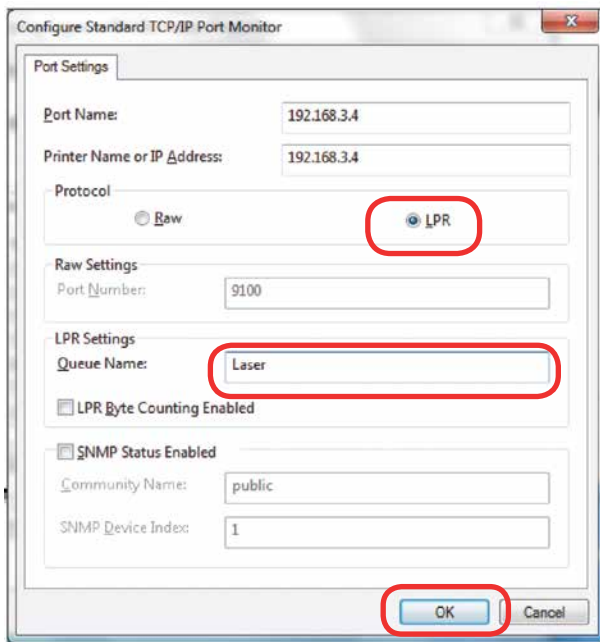 Configure Standard TCP/IP Port Monitor
Port Settings
Port Name: 192.168.3.4
Printer Name or IP Address: 192.168.3.4
Protocol
Raw LPR
Raw Settings
Port Number: 9100
LPR Settings
Queue Name: Laser
LPR Byte Counting Enabled
SNMP Status Enabled
Community Name: public
SNMP Device Index: 1
OK Cancel